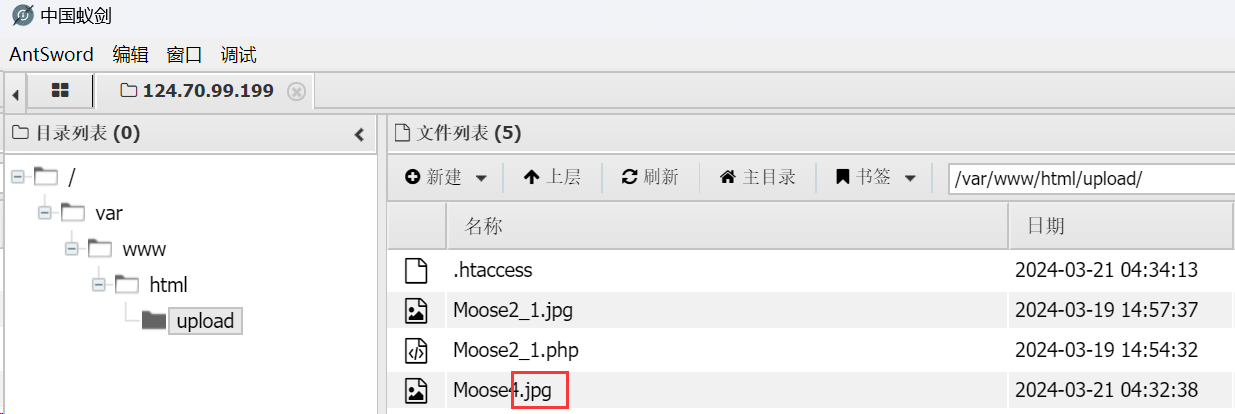 中国蚁剑
AntSword 编辑 窗口 调试
124.70.99.199
目录列表 (0)
文件列表 (5)
新建 上层 刷新 主目录 书签 /var/www/html/upload/
/
var
www
html
upload
名称 日期
.htaccess 2024-03-21 04:34:13
Moose2_1.jpg 2024-03-19 14:57:37
Moose2_1.php 2024-03-19 14:54:32
Moose4.jpg 2024-03-21 04:32:38